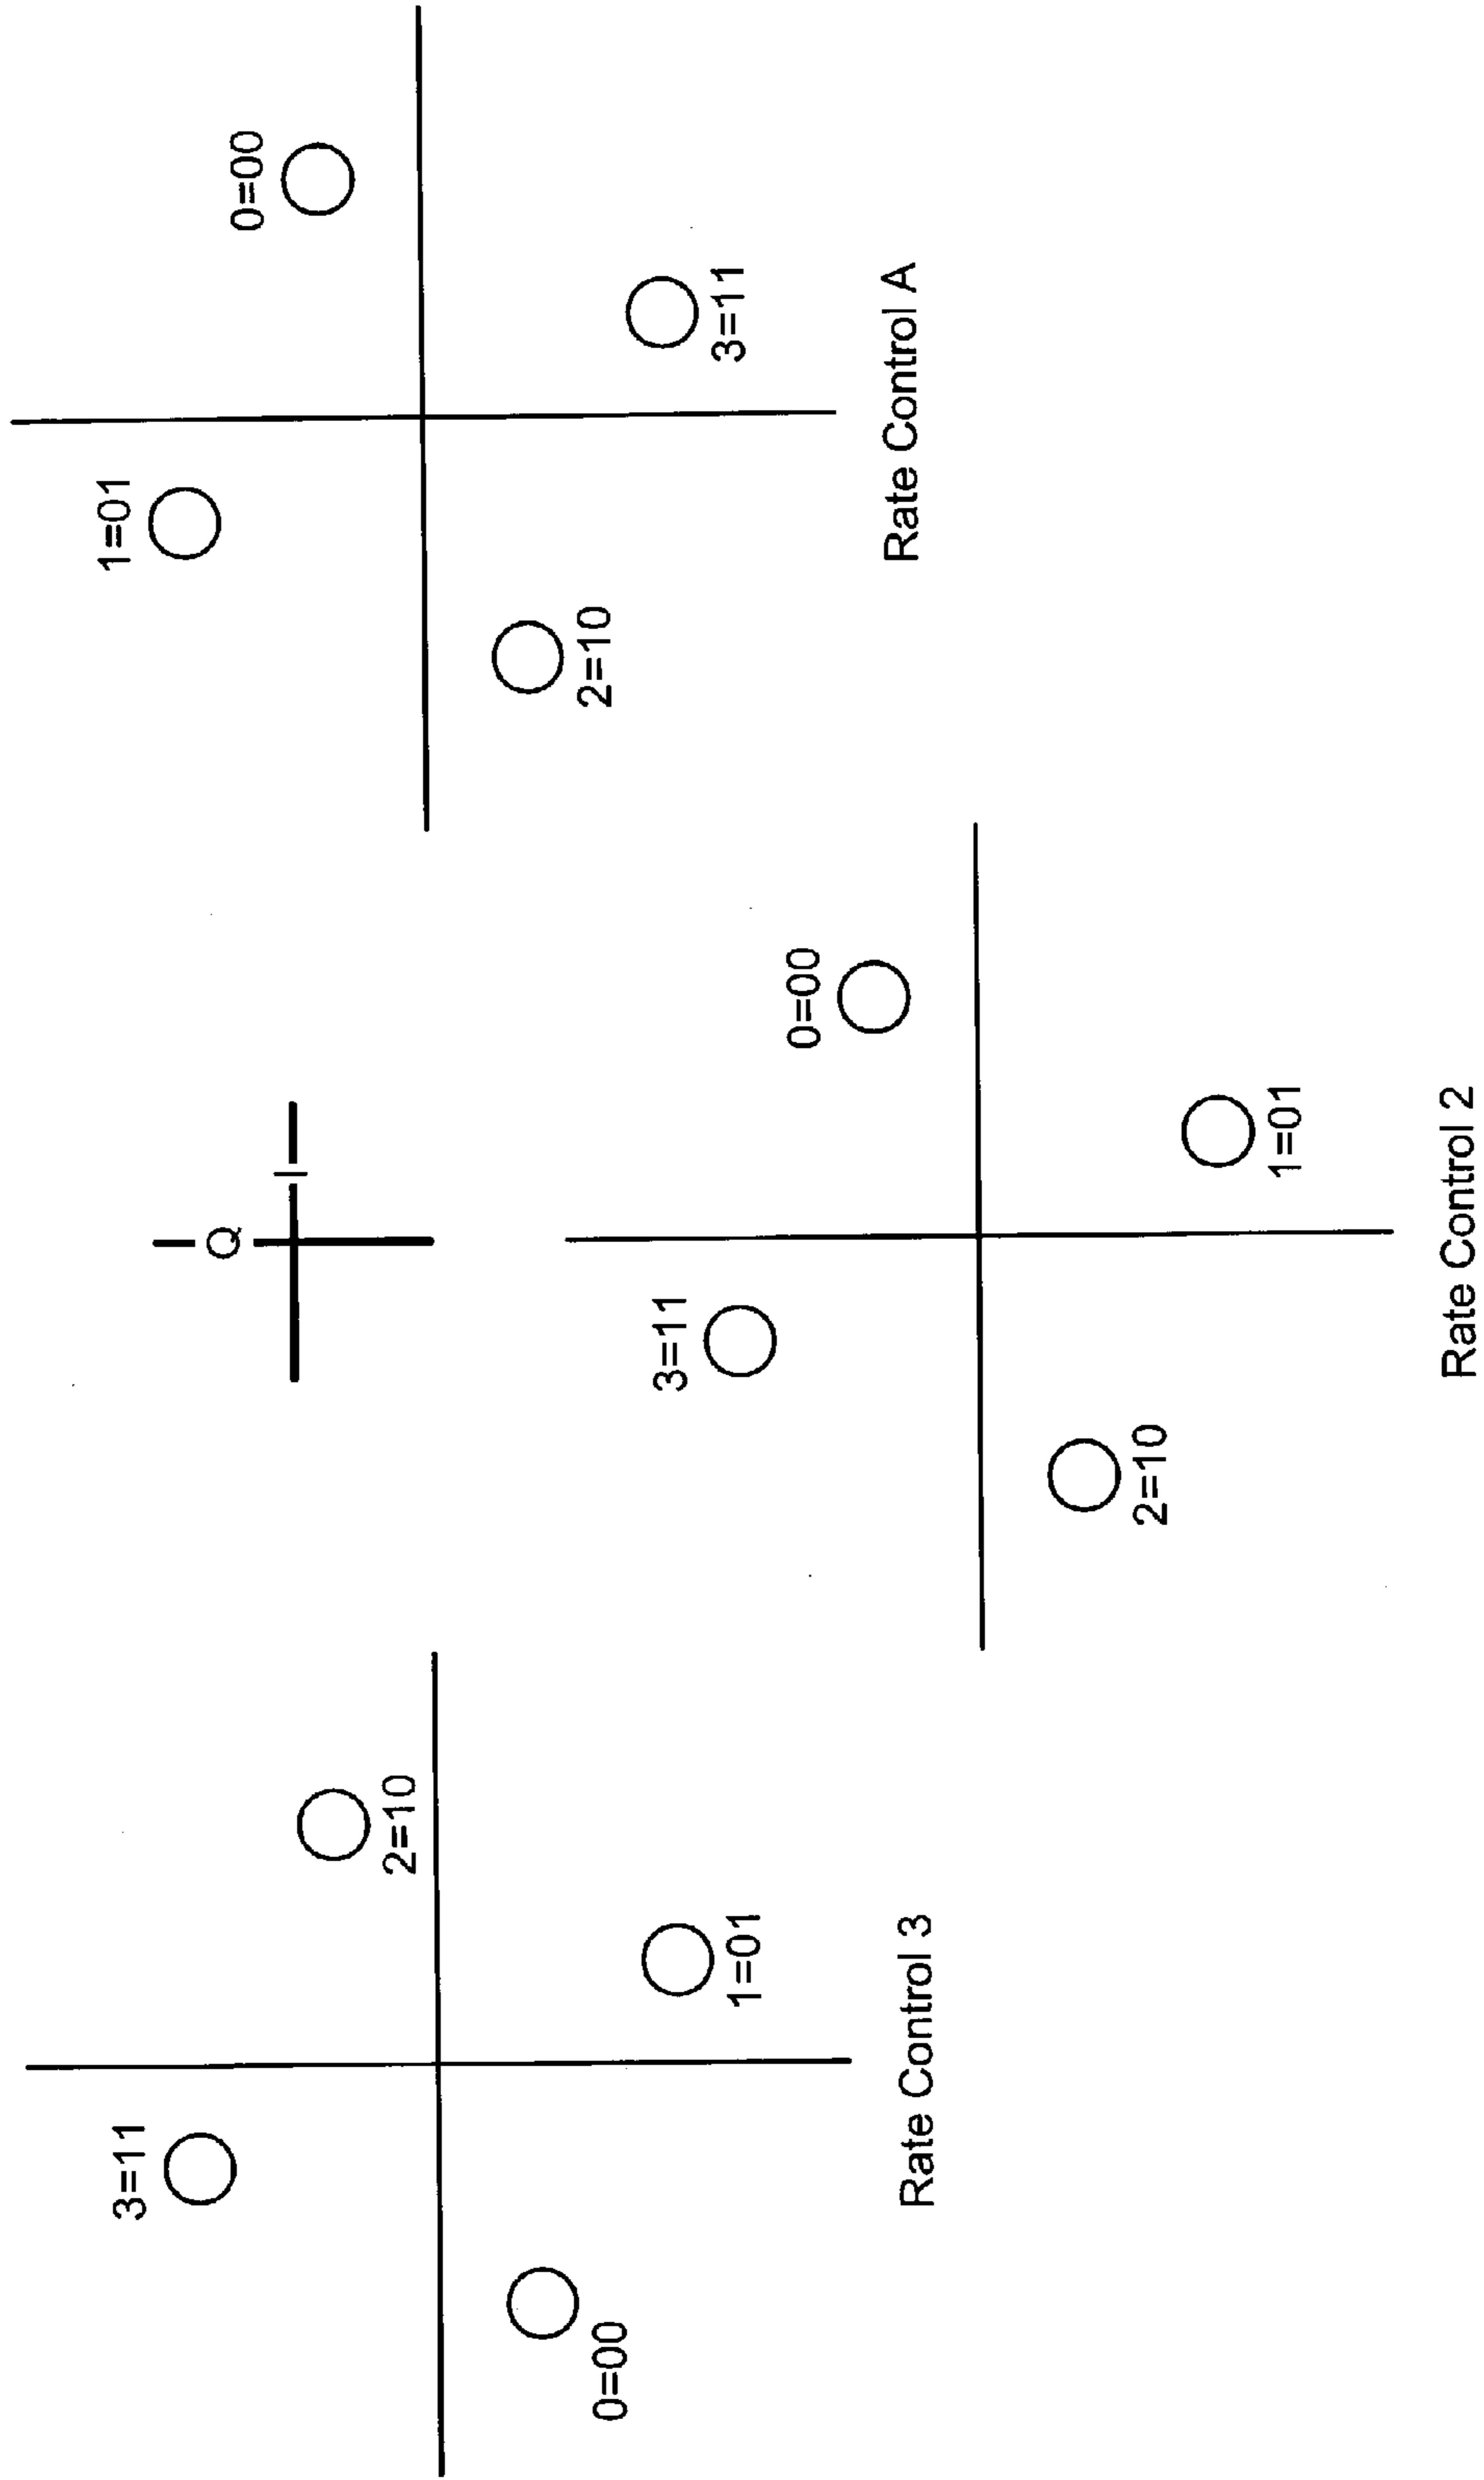 3=11
2=10
0=00
1=01
Rate Control 3
Q
I
3=11
0=00
2=10
1=01
Rate Control 2
1=01
0=00
2=10
3=11
Rate Control A